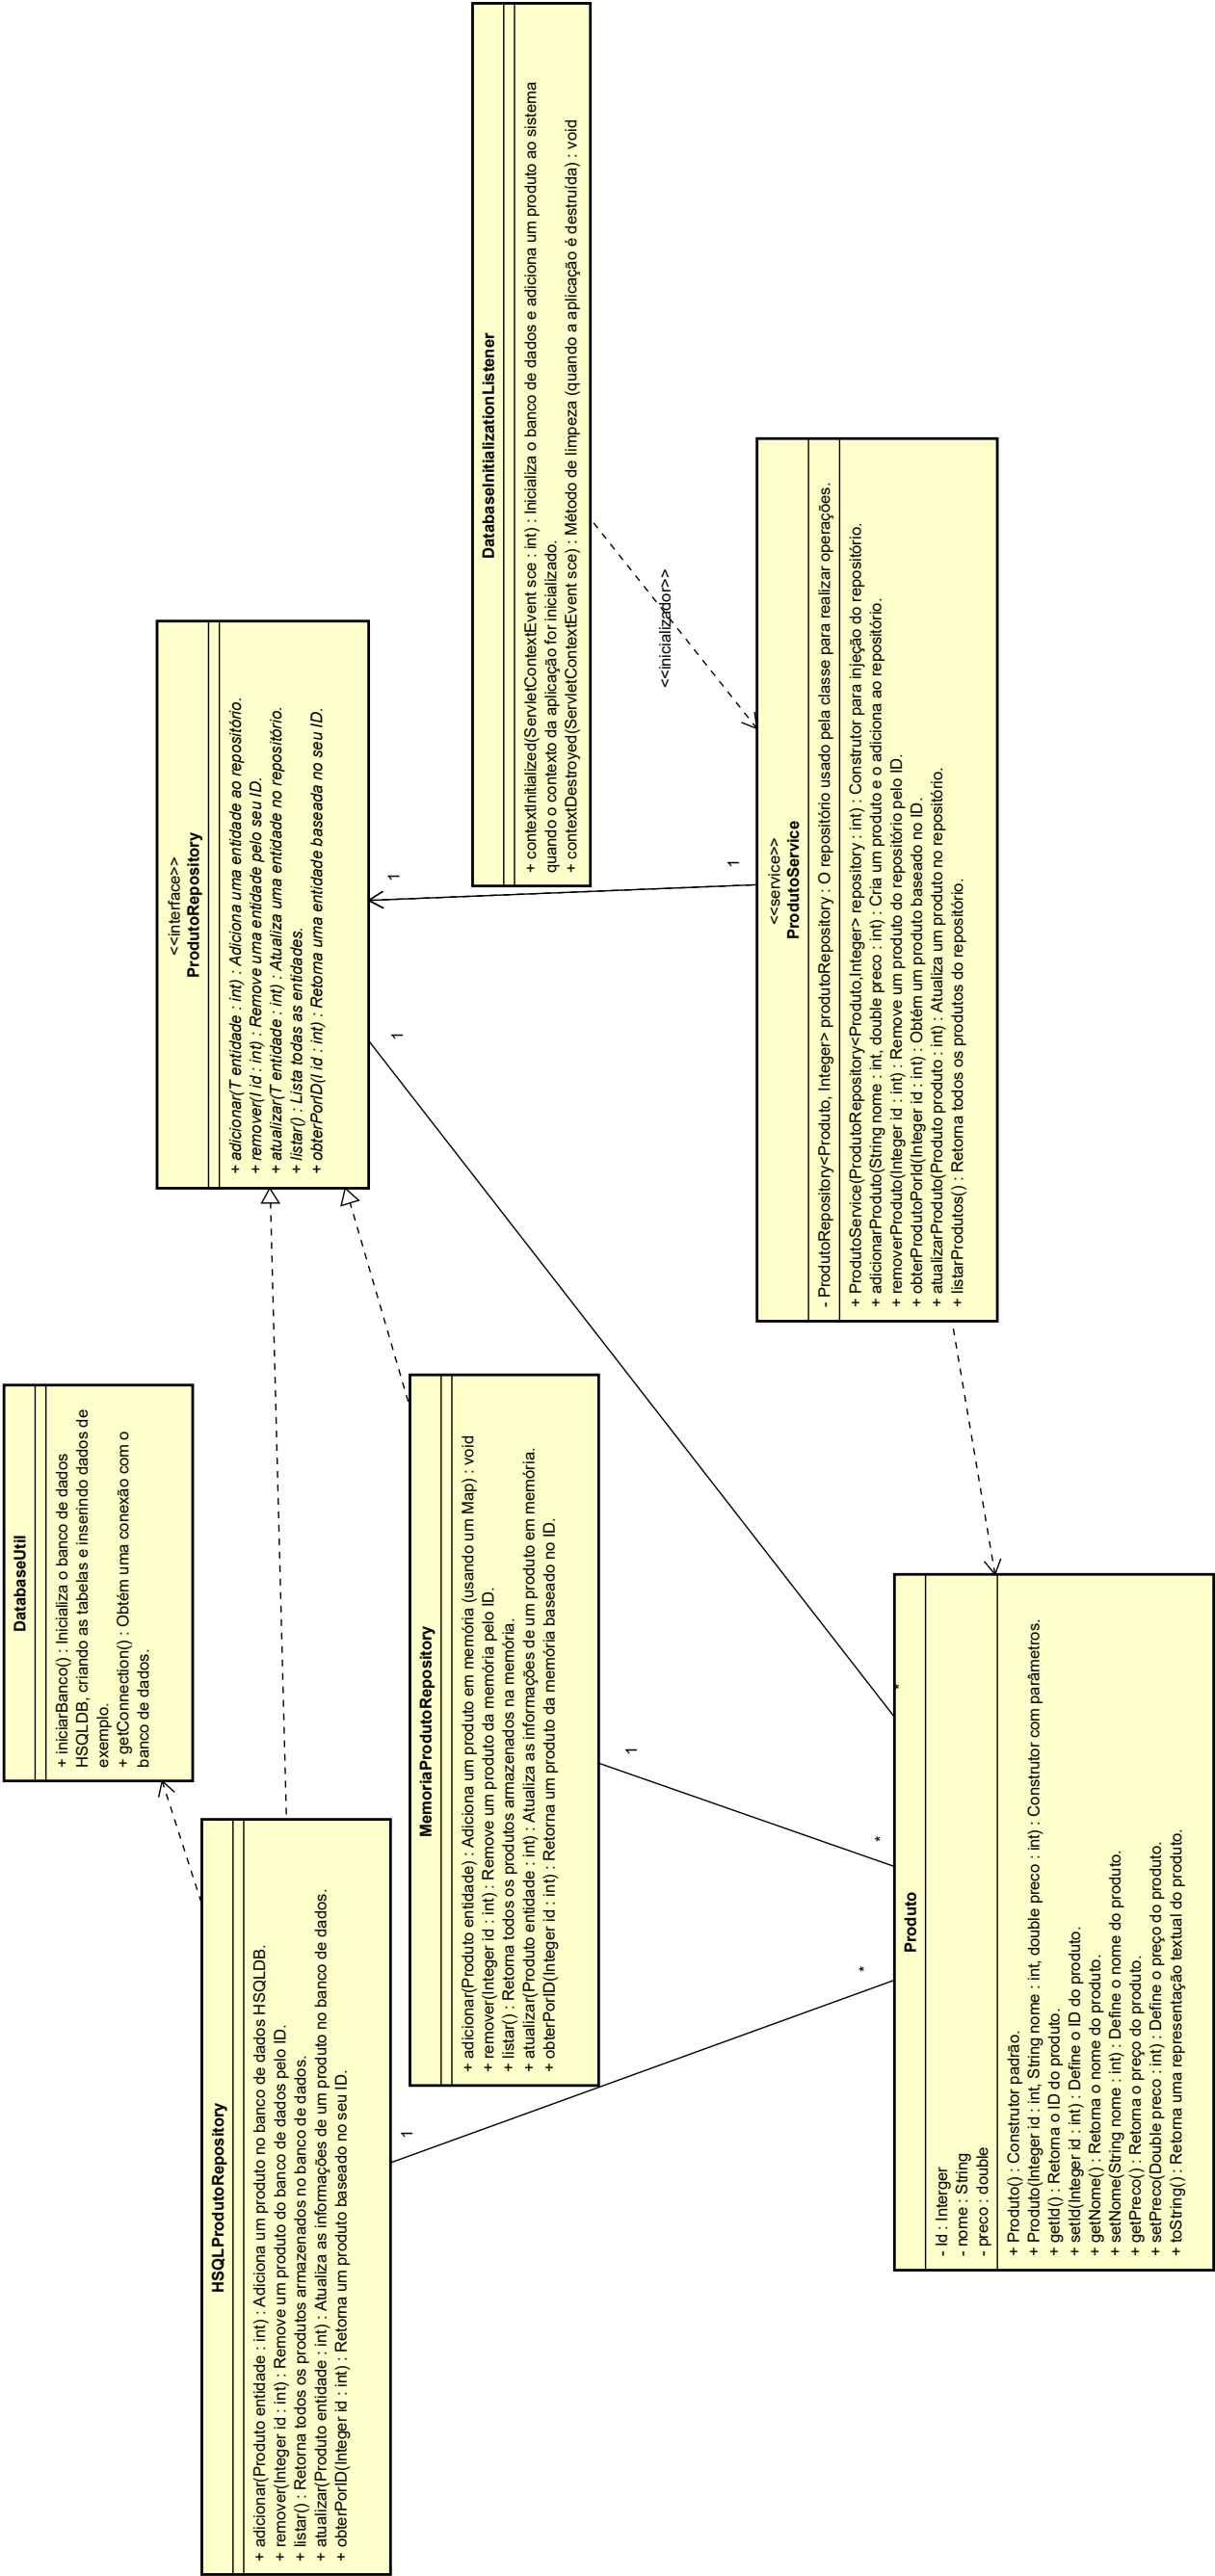 DatabaseUtil
+ iniciarBanco() : Inicializa o banco de dados
HSQLDB, criando as tabelas e inserindo dados de
exemplo.
+ getConnection() : Obtém uma conexão com o
banco de dados.
<<interface>>
ProdutoRepository
+ adicionar(T entidade : int) : Adiciona uma entidade ao repositório.
+ remover(I id : int) : Remove uma entidade pelo seu ID.
+ atualizar(T entidade : int) : Atualiza uma entidade no repositório.
+ listar() : Lista todas as entidades.
+ obterPorID(I id : int) : Retorna uma entidade baseada no seu ID.
HSQLProdutoRepository
+ adicionar(Produto entidade : int) : Adiciona um produto no banco de dados HSQLDB.
+ remover(Integer id : int) : Remove um produto do banco de dados pelo ID.
+ listar() : Retorna todos os produtos armazenados no banco de dados.
+ atualizar(Produto entidade : int) : Atualiza as informações de um produto no banco de dados.
+ obterPorID(Integer id : int) : Retorna um produto baseado no seu ID.
1
1
1
MemoriaProdutoRepository
+ adicionar(Produto entidade) : Adiciona um produto em memória (usando um Map) : void
+ remover(Integer id : int) : Remove um produto da memória pelo ID.
+ listar() : Retorna todos os produtos armazenados na memória.
+ atualizar(Produto entidade : int) : Atualiza as informações de um produto em memória.
+ obterPorID(Integer id : int) : Retorna um produto da memória baseado no ID.
DatabaseInitializationListener
+ contextInitialized(ServletContextEvent sce : int) : Inicializa o banco de dados e adiciona um produto ao sistema
quando o contexto da aplicação for inicializado.
+ contextDestroyed(ServletContextEvent sce) : Método de limpeza (quando a aplicação é destruída) : void
1
<<inicializador>>
1
<<service>>
ProdutoService
- ProdutoRepository<Produto, Integer> produtoRepository : O repositório usado pela classe para realizar operações.
+ ProdutoService(ProdutoRepository<Produto,Integer> repository : int) : Construtor para injeção do repositório.
+ adicionarProduto(String nome : int, double preco : int) : Cria um produto e o adiciona ao repositório.
+ removerProduto(Integer id : int) : Remove um produto do repositório pelo ID.
+ obterProdutoPorId(Integer id : int) : Obtém um produto baseado no ID.
+ atualizarProduto(Produto produto : int) : Atualiza um produto no repositório.
+ listarProdutos() : Retorna todos os produtos do repositório.
*
*
*
Produto
- Id : Interger
- nome : String
- preco : double
+ Produto() : Construtor padrão.
+ Produto(Integer id : int, String nome : int, double preco : int) : Construtor com parâmetros.
+ getId() : Retorna o ID do produto.
+ setId(Integer id : int) : Define o ID do produto.
+ getNome() : Retorna o nome do produto.
+ setNome(String nome : int) : Define o nome do produto.
+ getPreco() : Retorna o preço do produto.
+ setPreco(Double preco : int) : Define o preço do produto.
+ toString() : Retorna uma representação textual do produto.